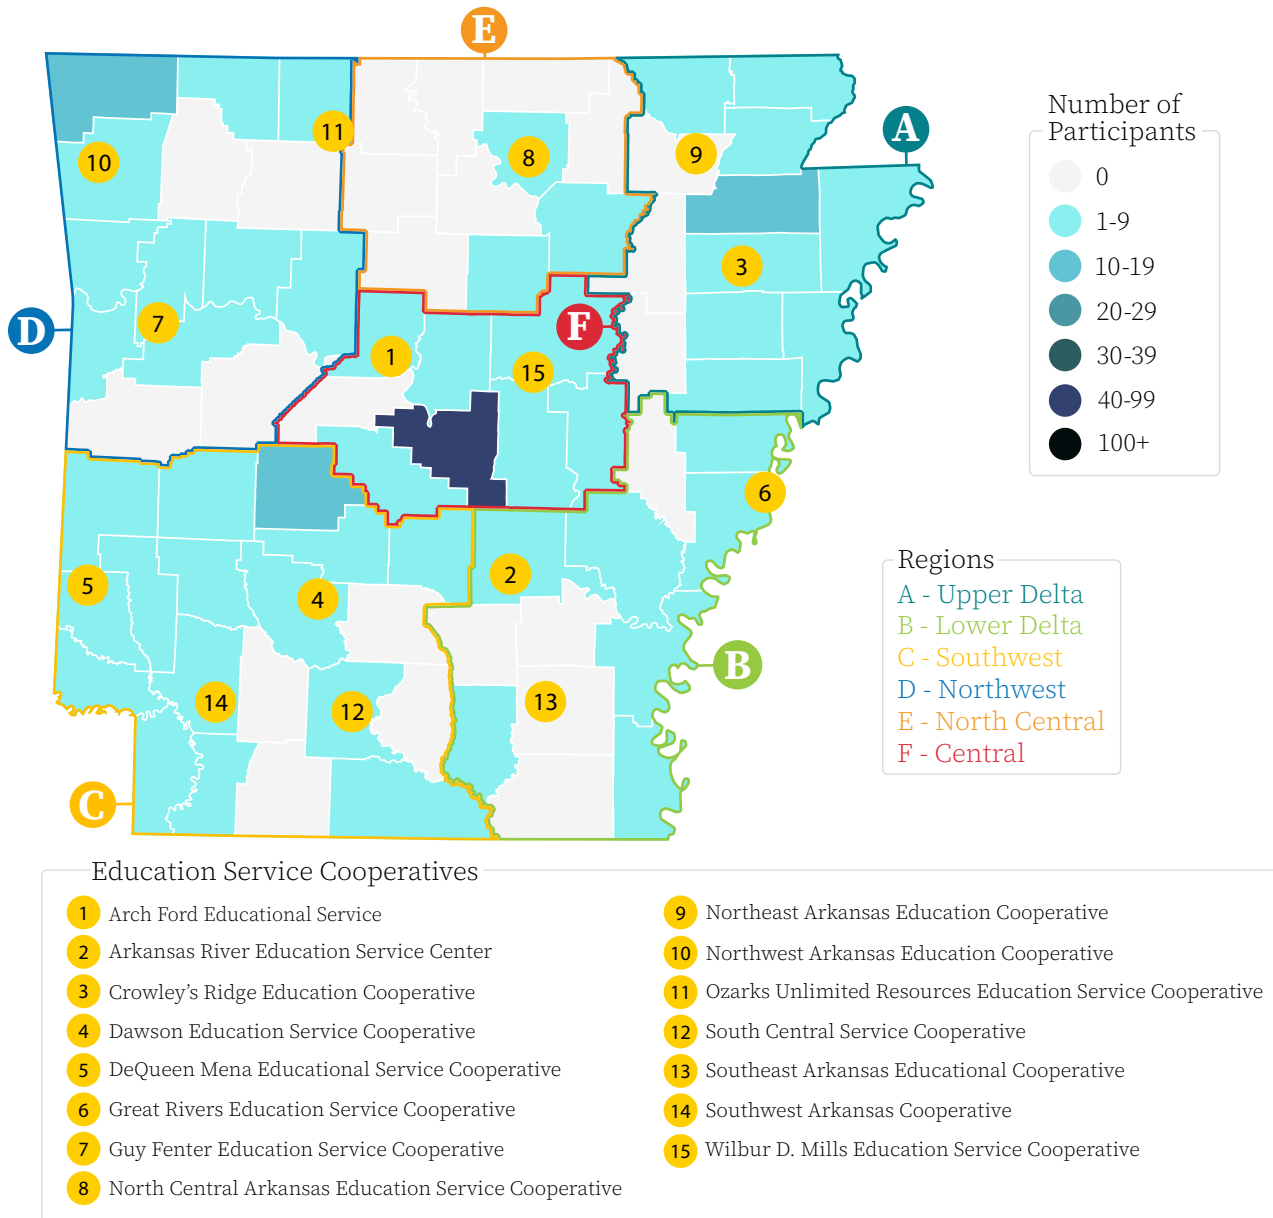 E
A
11
8
9
10
3
D
7
F
1
15
6
5
2
4
B
14
12
13
C
Number of
Participants
0
1-9
10-19
20-29
30-39
40-99
100+
Regions
A - Upper Delta
B - Lower Delta
C - Southwest
D - Northwest
E - North Central
F - Central
Education Service Cooperatives
1 Arch Ford Educational Service
2 Arkansas River Education Service Center
3 Crowley’s Ridge Education Cooperative
4 Dawson Education Service Cooperative
5 DeQueen Mena Educational Service Cooperative
6 Great Rivers Education Service Cooperative
7 Guy Fenter Education Service Cooperative
8 North Central Arkansas Education Service Cooperative
9 Northeast Arkansas Education Cooperative
10 Northwest Arkansas Education Cooperative
11 Ozarks Unlimited Resources Education Service Cooperative
12 South Central Service Cooperative
13 Southeast Arkansas Educational Cooperative
14 Southwest Arkansas Cooperative
15 Wilbur D. Mills Education Service Cooperative